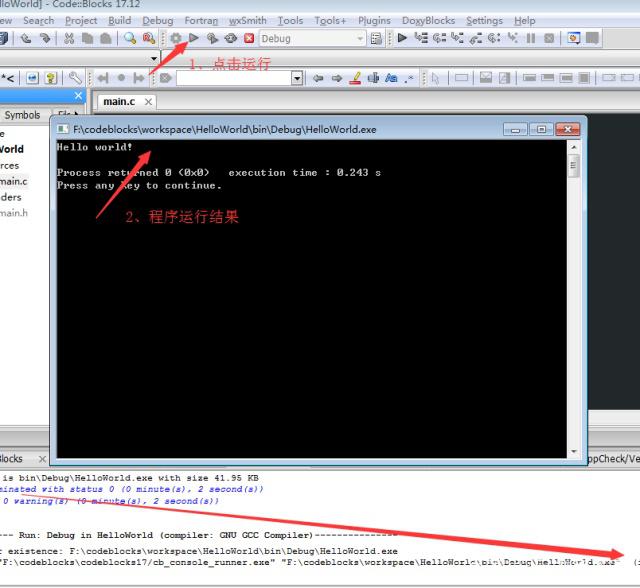 lloWorld] - Code::Blocks 17.12
ew Search Project Build Debug Fortran wxSmith Tools Tools+ Plugins DoxyBlocks Settings Help
Debug
1、点击运行
main.c
Symbols
F:\codeblocks\workspace\HelloWorld\bin\Debug\HelloWorld.exe
Hello world!
Process returned 0 (0x0)   execution time : 0.243 s
Press any key to continue.
2、程序运行结果
e
World
rces
main.c
ders
main.h
locks
ppCheck/Ve
is bin\Debug\HelloWorld.exe with size 41.95 KB
minated with status 0 (0 minute(s), 2 second(s))
0 warning(s) (0 minute(s), 2 second(s))
--- Run: Debug in HelloWorld (compiler: GNU GCC Compiler)---------------
r existence: F:\codeblocks\workspace\HelloWorld\bin\Debug\HelloWorld.exe
"F:\codeblocks\codeblocks17/cb_console_runner.exe" "F:\codeblocks\workspace\HelloWorld\bin\Debug\HelloWorld.exe"